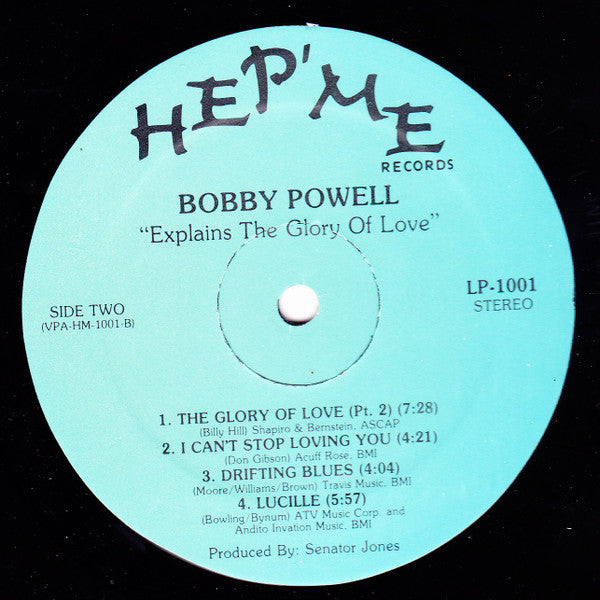 HEP'ME
RECORDS
BOBBY POWELL
“Explains The Glory Of Love”
SIDE TWO
(VPA-HM-1001-B)
LP-1001
STEREO
1. THE GLORY OF LOVE (Pt. 2) (7:28)
(Billy Hill) Shapiro & Bernstein, ASCAP
2. I CAN'T STOP LOVING YOU (4:21)
(Don Gibson) Acuff Rose, BMI
3. DRIFTING BLUES (4:04)
(Moore/Williams/Brown) Travis Music, BMI
4. LUCILLE (5:57)
(Bowling/Bynum) ATV Music Corp. and
Andito Invation Music, BMI
Produced By: Senator Jones